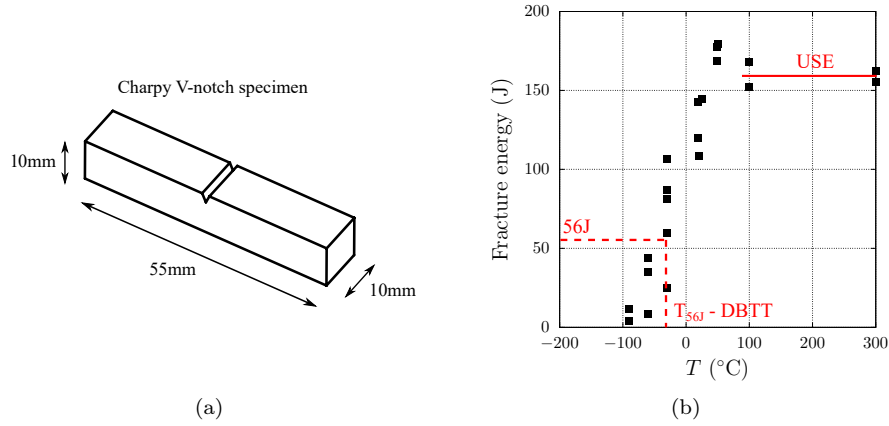 Charpy V-notch specimen
10mm
55mm
10mm
(a)
Fracture energy (J)
200
150
100
50
0
USE
56J
T56J - DBTT
−200
−100
0
100
200
300
T (°C)
(b)